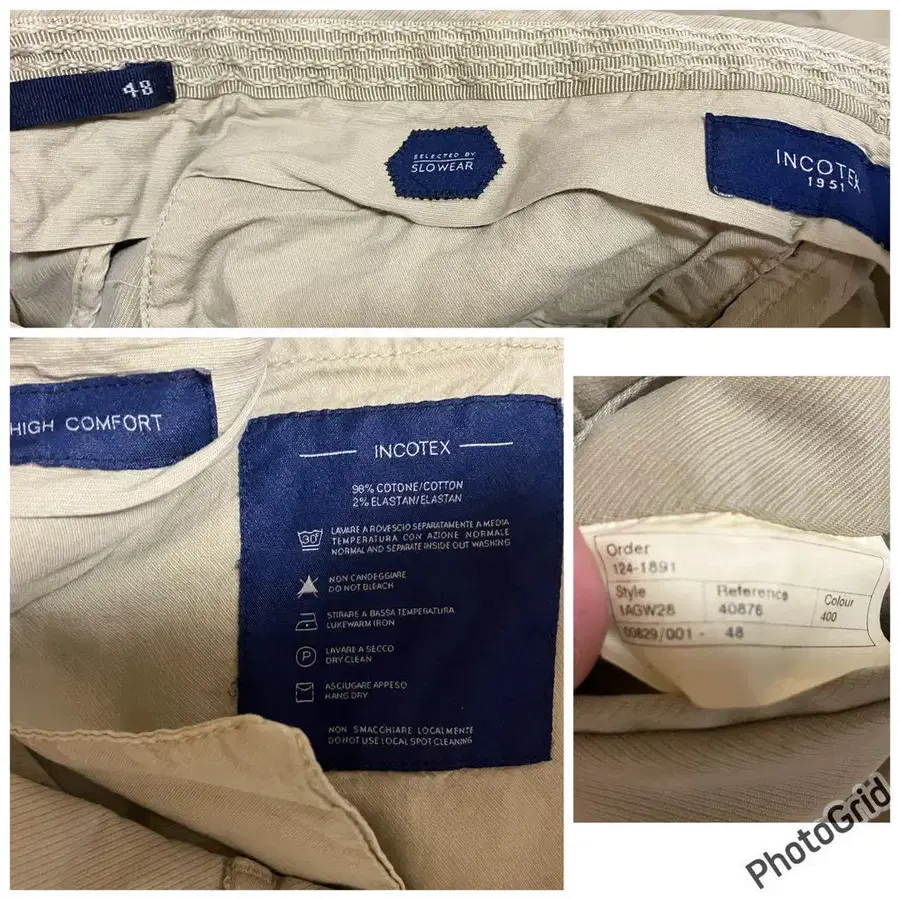 48
SELECTED BY
SLOWEAR
INCOTEX
1951
HIGH COMFORT
INCOTEX
98% COTONE/COTTON
2% ELASTAN/ELASTAN
30°
LAVARE A ROVESCIO SEPARATAMENTE A MEDIA
TEMPERATURA CON AZIONE NORMALE
NORMAL AND SEPARATE INSIDE OUT WASHING
NON CANDEGGIARE
DO NOT BLEACH
STIRARE A BASSA TEMPERATURA
LUKEWARM IRON
P
LAVARE A SECCO
DRY CLEAN
ASCIUGARE APPESO
HANG DRY
NON SMACCHIARE LOCALMENTE
DO NOT USE LOCAL SPOT CLEANING
Order
124-1891
Style Reference Colour
1AGW28 40876 400
00829/001 - 48
PhotoGrid